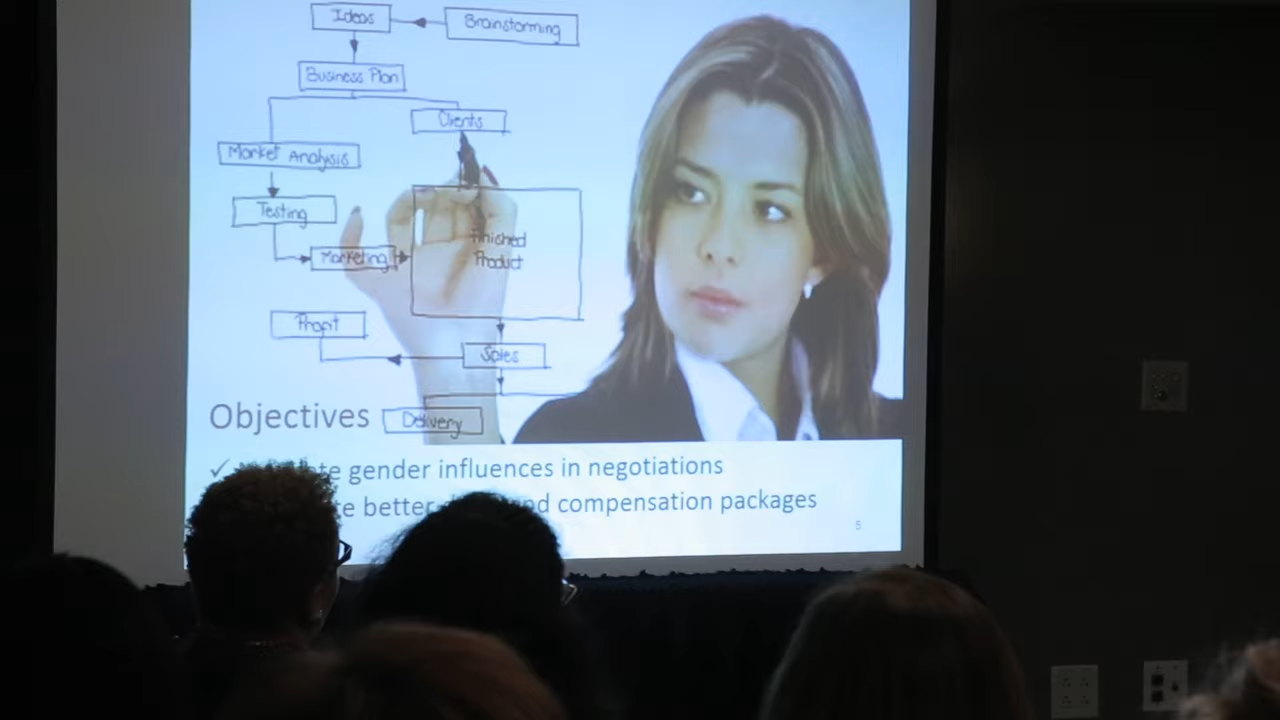 Ideas
Brainstorming
Business Plan
Clients
Market Analysis
Testing
Finished
Product
Marketing
Profit
Sales
Objectives
Delivery
gender influences in negotiations
better and compensation packages
5